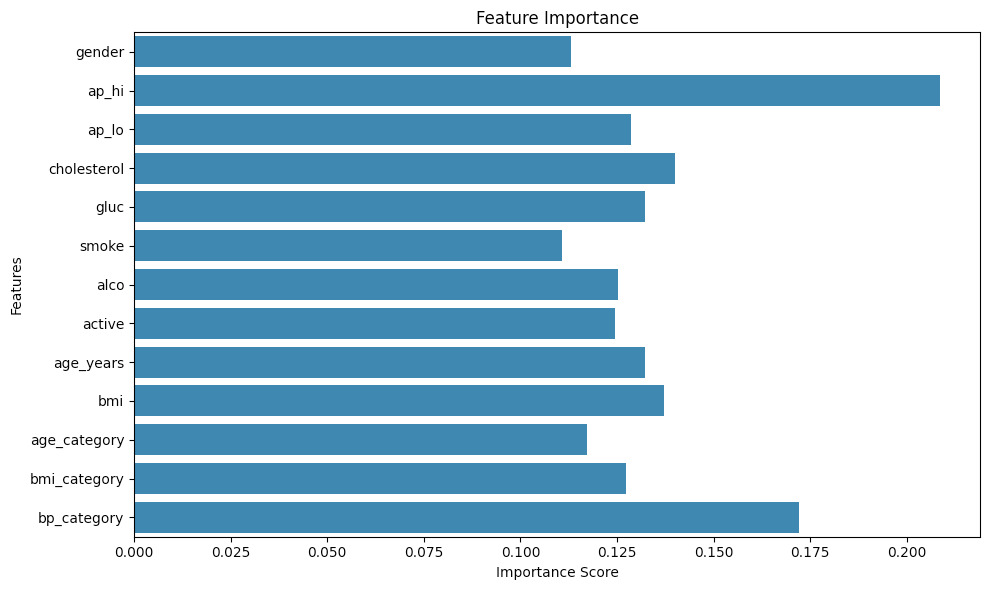 Feature Importance
Features
gender
ap_hi
ap_lo
cholesterol
gluc
smoke
alco
active
age_years
bmi
age_category
bmi_category
bp_category
0.000 0.025 0.050 0.075 0.100 0.125 0.150 0.175 0.200
Importance Score